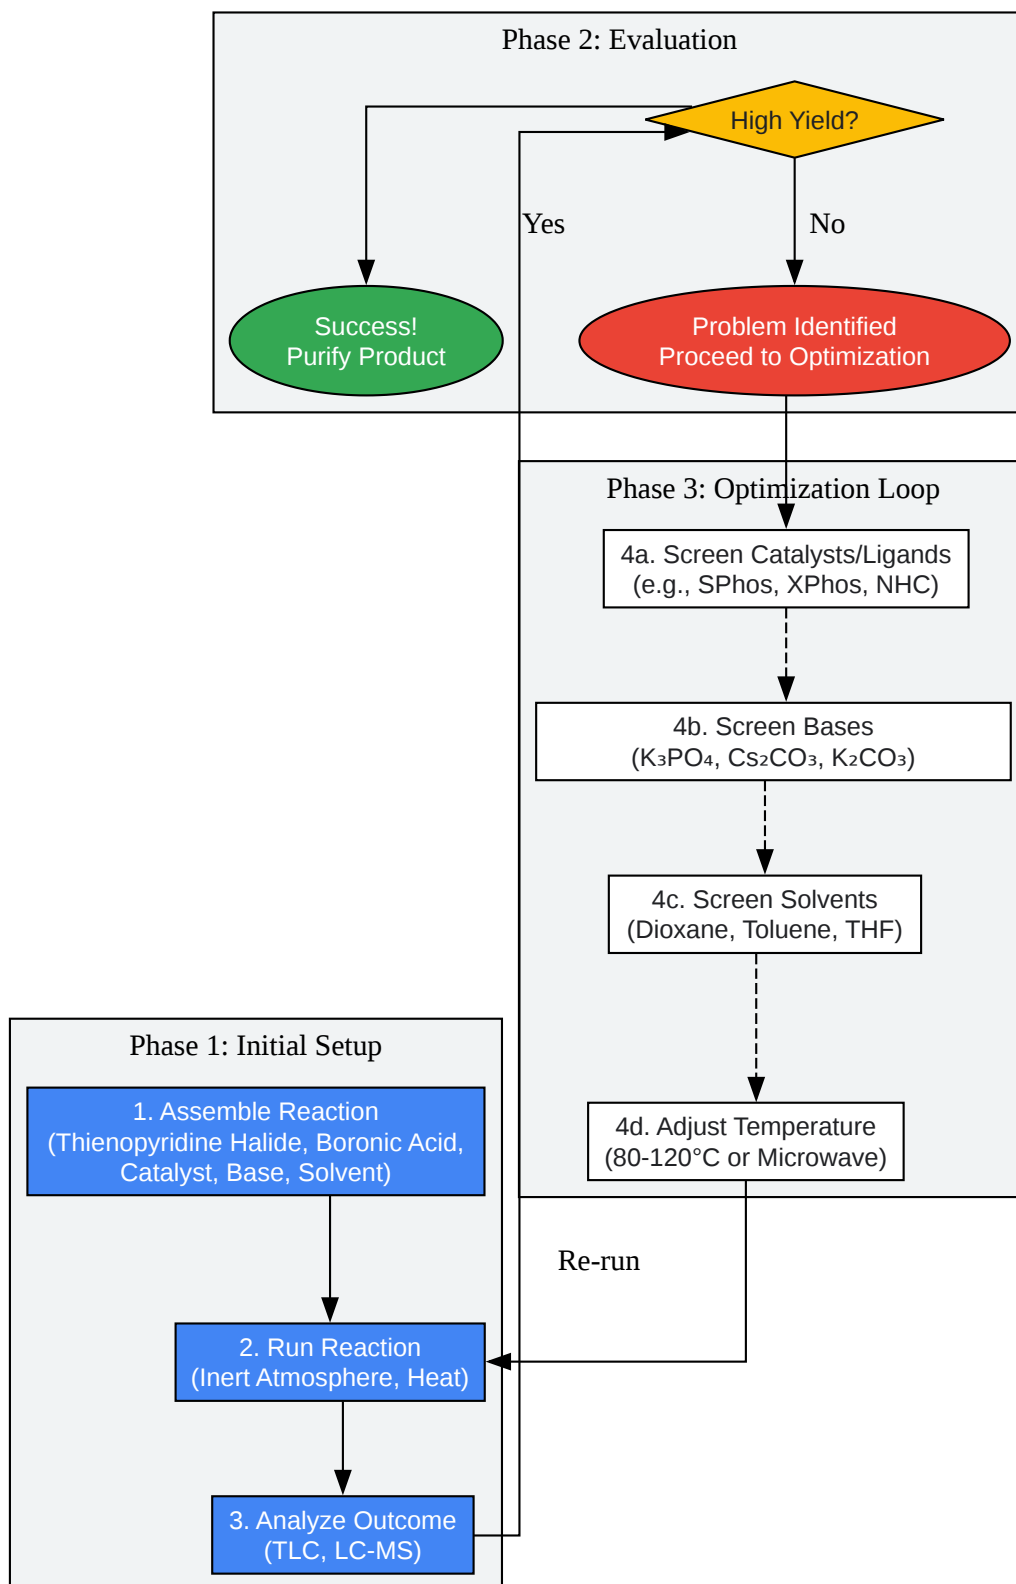 Phase 2: Evaluation
High Yield?
Yes
No
Success!
Purify Product
Problem Identified
Proceed to Optimization
Phase 3: Optimization Loop
4a. Screen Catalysts/Ligands
(e.g., SPhos, XPhos, NHC)
4b. Screen Bases
(K₃PO₄, Cs₂CO₃, K₂CO₃)
4c. Screen Solvents
(Dioxane, Toluene, THF)
4d. Adjust Temperature
(80-120°C or Microwave)
Phase 1: Initial Setup
1. Assemble Reaction
(Thienopyridine Halide, Boronic Acid,
Catalyst, Base, Solvent)
Re-run
2. Run Reaction
(Inert Atmosphere, Heat)
3. Analyze Outcome
(TLC, LC-MS)